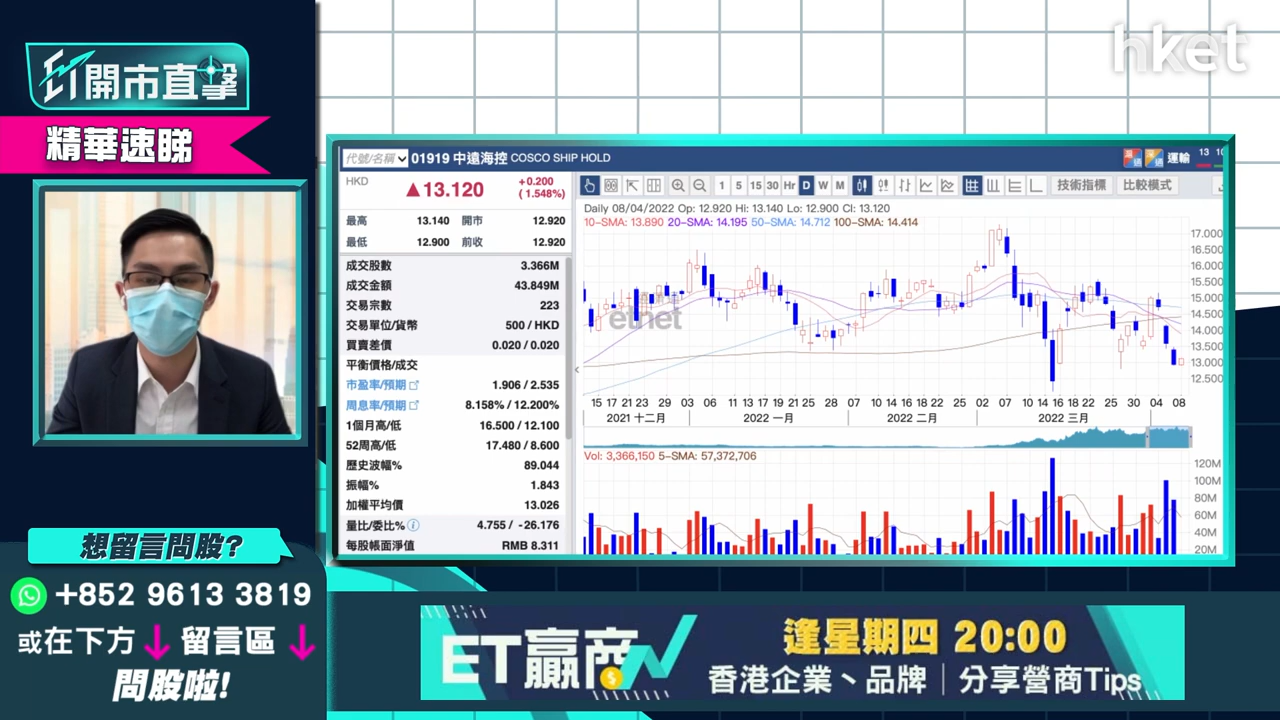 hket
ET開市直擊
精華速睇
代號/名稱 01919 中遠海控 COSCO SHIP HOLD
滬通 深通 運輸 13 10
HKD
▲13.120 +0.200 (1.548%)
最高 13.140 開市 12.920
最低 12.900 前收 12.920
成交股數 3.366M
成交金額 43.849M
交易宗數 223
交易單位/貨幣 500 / HKD
買賣差價 0.020 / 0.020
平衡價格/成交
市盈率/預期 1.906 / 2.535
周息率/預期 8.158% / 12.200%
1個月高/低 16.500 / 12.100
52周高/低 17.480 / 8.600
歷史波幅% 89.044
振幅% 1.843
加權平均價 13.026
量比/委比% 4.755 / -26.176
每股帳面淨值 RMB 8.311
1 5 15 30 Hr D W M 技術指標 比較模式
Daily 08/04/2022 Op: 12.920 Hi: 13.140 Lo: 12.900 Cl: 13.120
10-SMA: 13.890 20-SMA: 14.195 50-SMA: 14.712 100-SMA: 14.414
17.000
16.500
16.000
15.500
15.000
14.500
14.000
13.500
13.000
12.500
etnet
15 17 21 23 29 03 06 11 13 17 19 21 25 28 07 10 14 16 18 22 25 02 07 10 14 16 18 22 25 30 04 08
2021 十二月 2022 一月 2022 二月 2022 三月
Vol: 3,366,150 5-SMA: 57,372,706
120M
100M
80M
60M
40M
20M
想留言問股?
+852 9613 3819
或在下方↓留言區↓
問股啦!
ET贏商
逢星期四 20:00
香港企業、品牌｜分享營商Tips